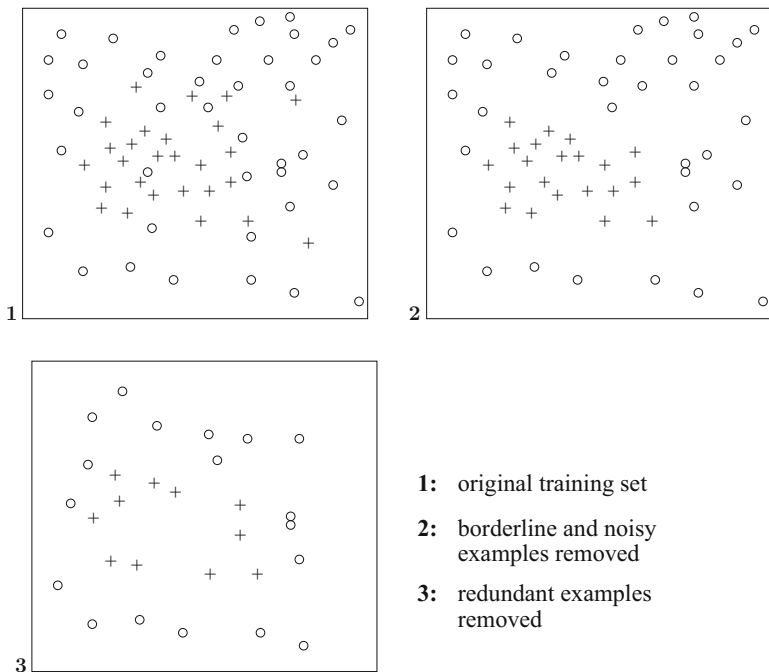 1
2
3
1: original training set
2: borderline and noisy
examples removed
3: redundant examples
removed